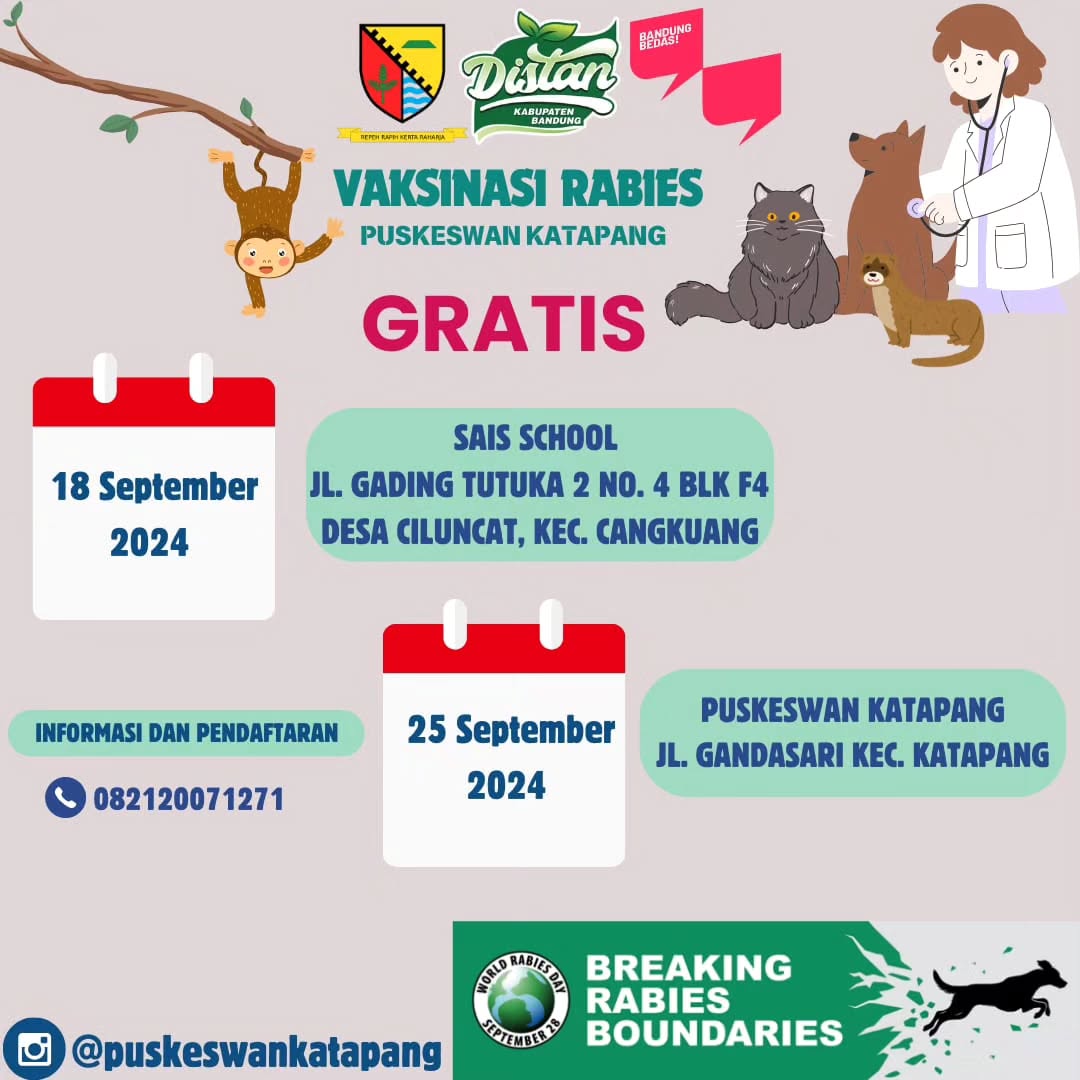 REPEH RAPIH KERTA RAHARJA
Distan
KABUPATEN
BANDUNG
BANDUNG
BEDAS!
VAKSINASI RABIES
PUSKESWAN KATAPANG
GRATIS
18 September
2024
SAIS SCHOOL
JL. GADING TUTUKA 2 NO. 4 BLK F4
DESA CILUNCAT, KEC. CANGKUANG
25 September
2024
PUSKESWAN KATAPANG
JL. GANDASARI KEC. KATAPANG
INFORMASI DAN PENDAFTARAN
082120071271
WORLD RABIES DAY
SEPTEMBER 28
BREAKING
RABIES
BOUNDARIES
@puskeswankatapang